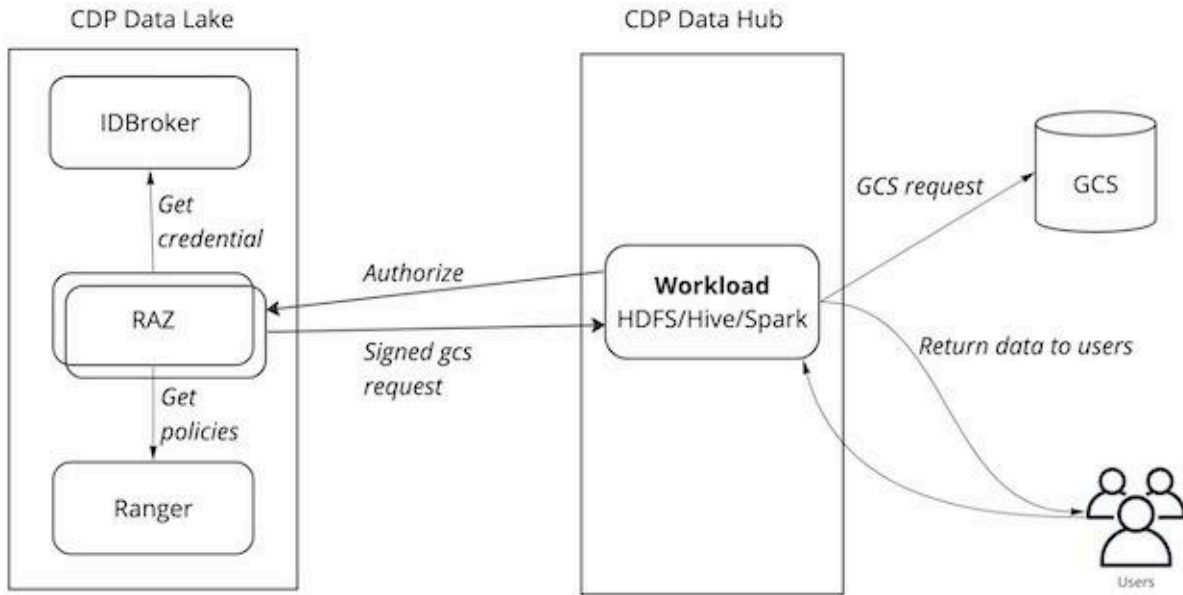 CDP Data Lake
CDP Data Hub
IDBroker
Get
credential
RAZ
Get
policies
Ranger
Authorize
Signed gcs
request
Workload
HDFS/Hive/Spark
GCS request
GCS
Return data to users
Users